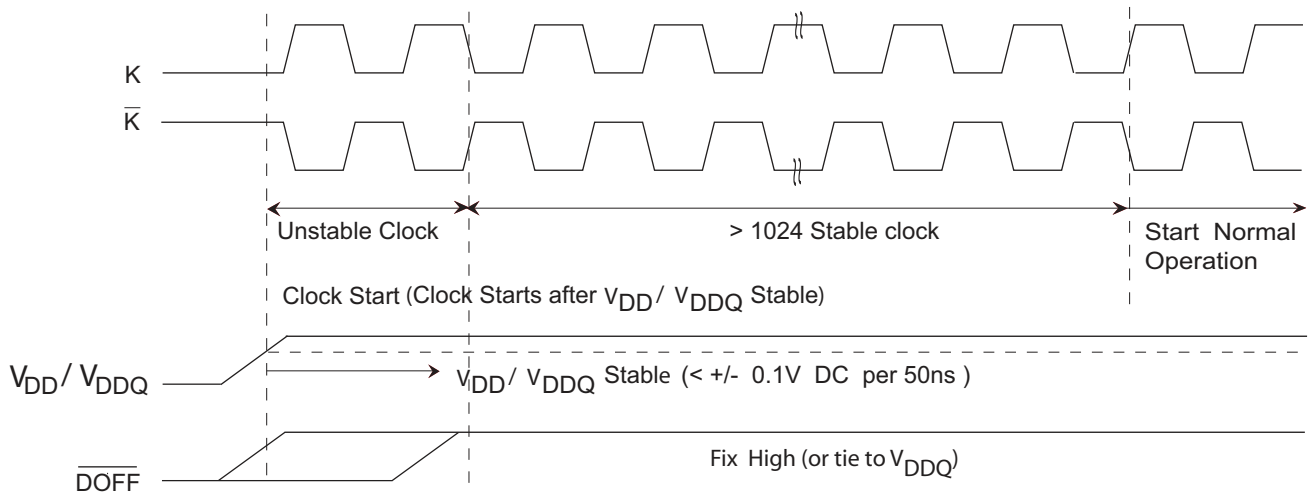 K
K̅
Unstable Clock
> 1024 Stable clock
Start Normal
Operation
Clock Start (Clock Starts after VDD / VDDQ Stable)
VDD / VDDQ
VDD / VDDQ Stable (< +/- 0.1V DC per 50ns )
Fix High (or tie to VDDQ)
D̅O̅F̅F̅